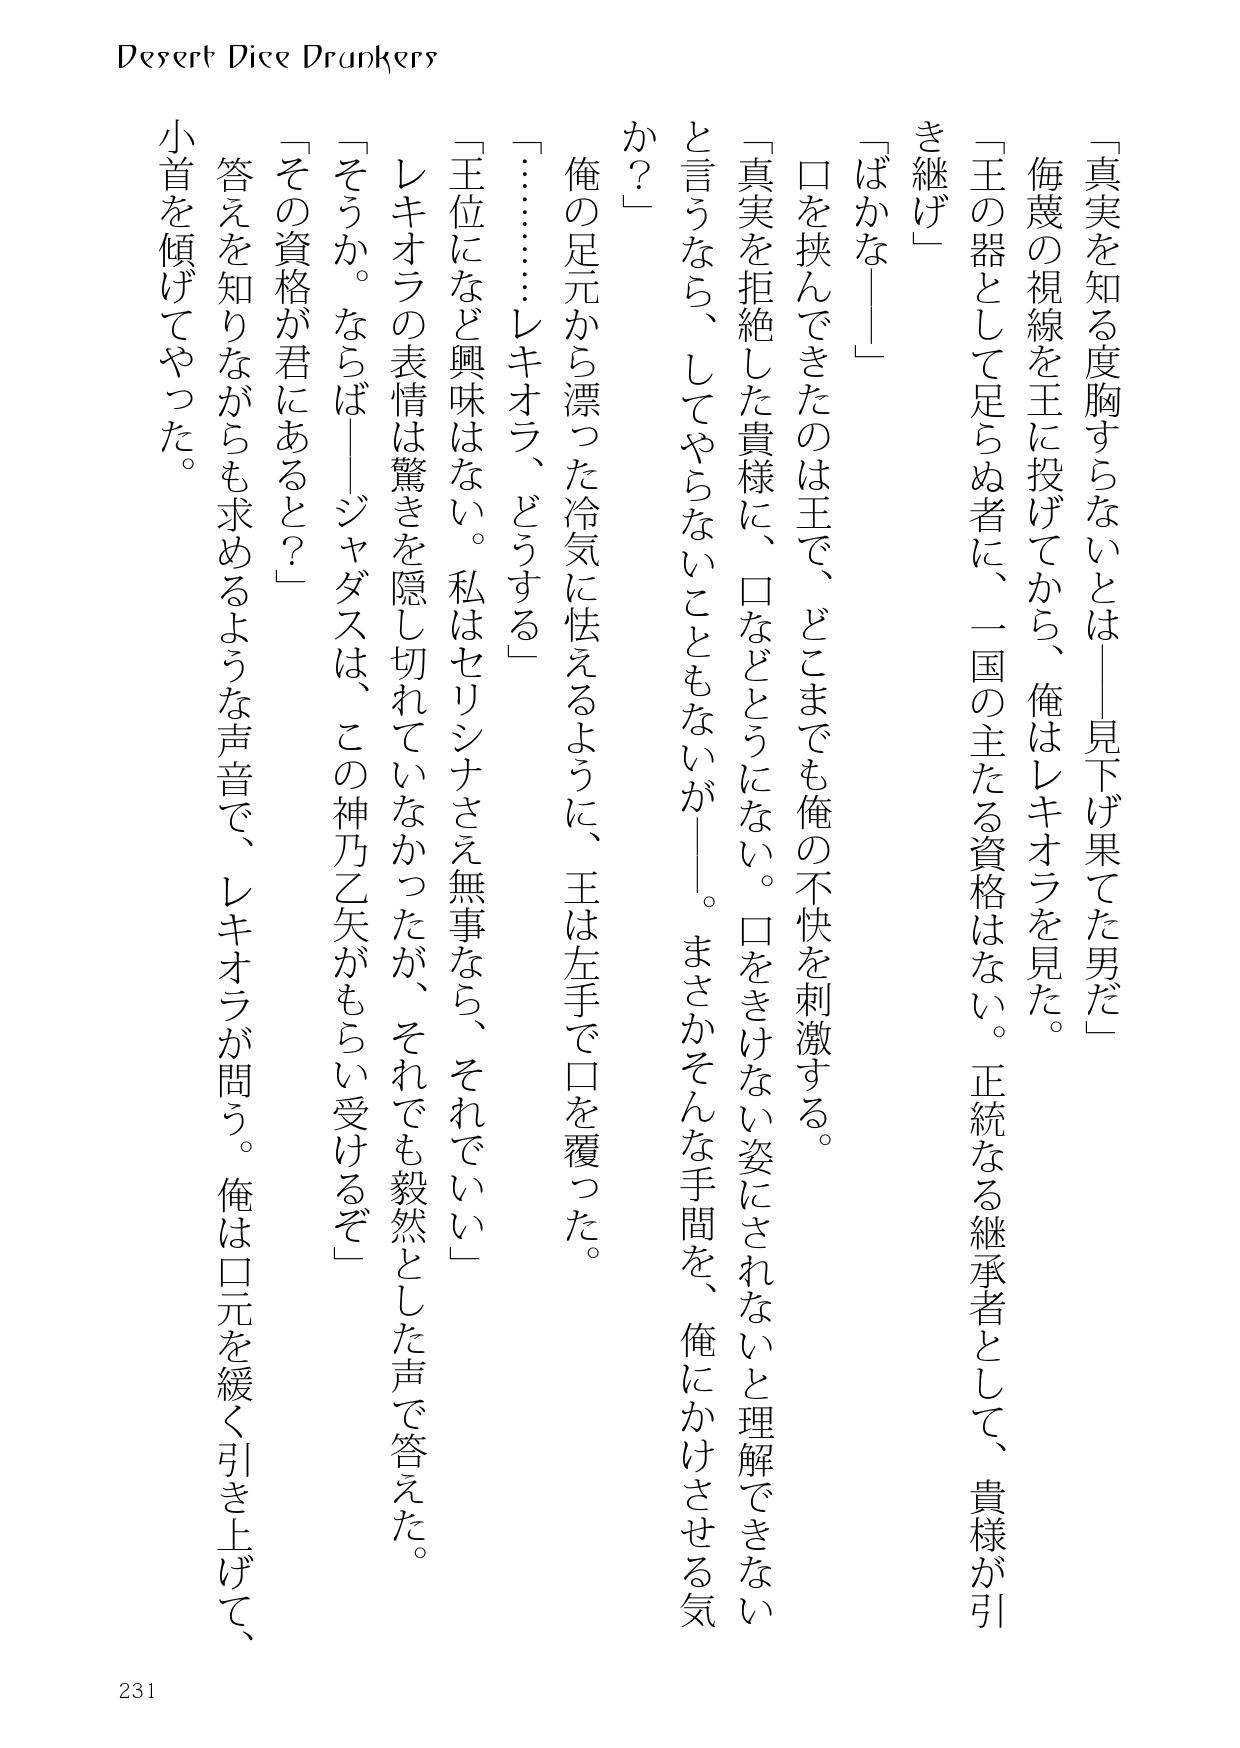 Desert Dice Drunkers
「真実を知る度胸すらないとは――見下げ果てた男だ」
　侮蔑の視線を王に投げてから、俺はレキオラを見た。
「王の器として足らぬ者に、一国の主たる資格はない。正統なる継承者として、貴様が引
き継げ」
「ばかな――」
　口を挟んできたのは王で、どこまでも俺の不快を刺激する。
「真実を拒絶した貴様に、口などとうにない。口をきけない姿にされないと理解できない
と言うなら、してやらないこともないが――。まさかそんな手間を、俺にかけさせる気
か？」
　俺の足元から漂った冷気に怯えるように、王は左手で口を覆った。
「………レキオラ、どうする」
「王位になど興味はない。私はセリシナさえ無事なら、それでいい」
　レキオラの表情は驚きを隠し切れていなかったが、それでも毅然とした声で答えた。
「そうか。ならば――ジャダスは、この神乃乙矢がもらい受けるぞ」
「その資格が君にあると？」
　答えを知りながらも求めるような声音で、レキオラが問う。俺は口元を緩く引き上げて、
小首を傾げてやった。
231